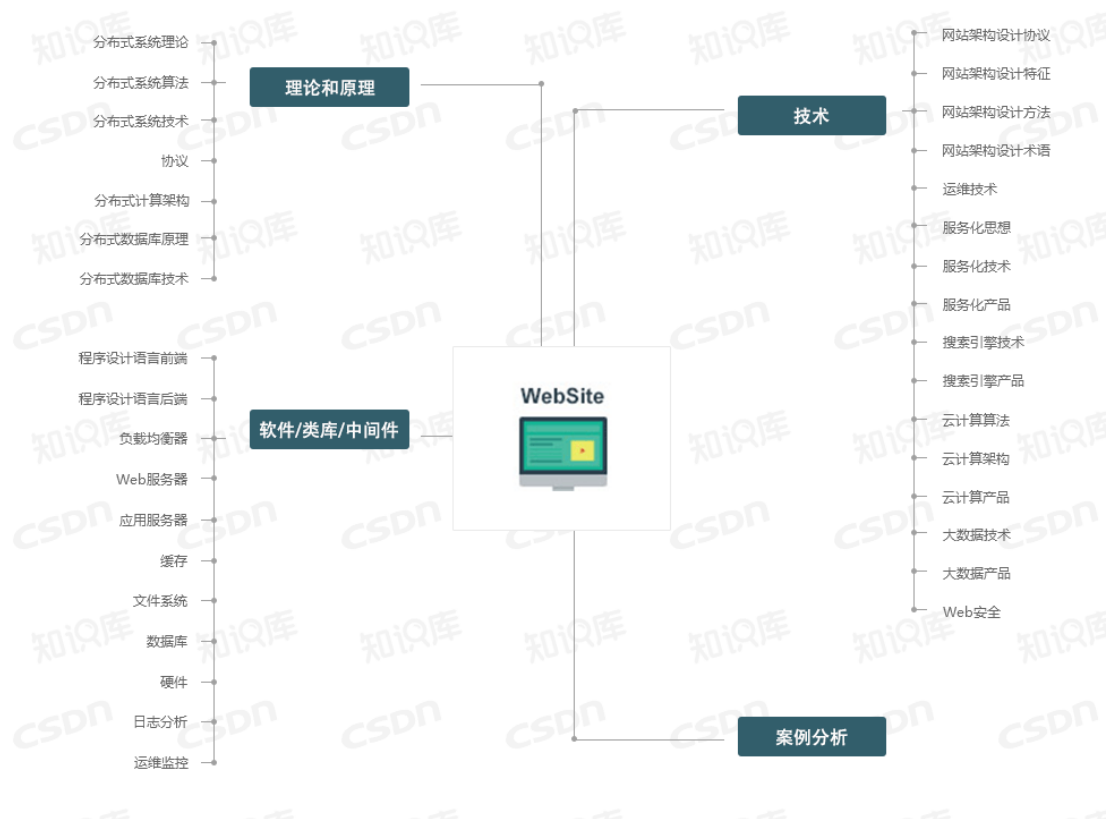 理论和原理
分布式系统理论
分布式系统算法
分布式系统技术
协议
分布式计算架构
分布式数据库原理
分布式数据库技术
软件/类库/中间件
程序设计语言前端
程序设计语言后端
负载均衡器
Web服务器
应用服务器
缓存
文件系统
数据库
硬件
日志分析
运维监控
WebSite
技术
网站架构设计协议
网站架构设计特征
网站架构设计方法
网站架构设计术语
运维技术
服务化思想
服务化技术
服务化产品
搜索引擎技术
搜索引擎产品
云计算算法
云计算架构
云计算产品
大数据技术
大数据产品
Web安全
案例分析
知识库
CSDN